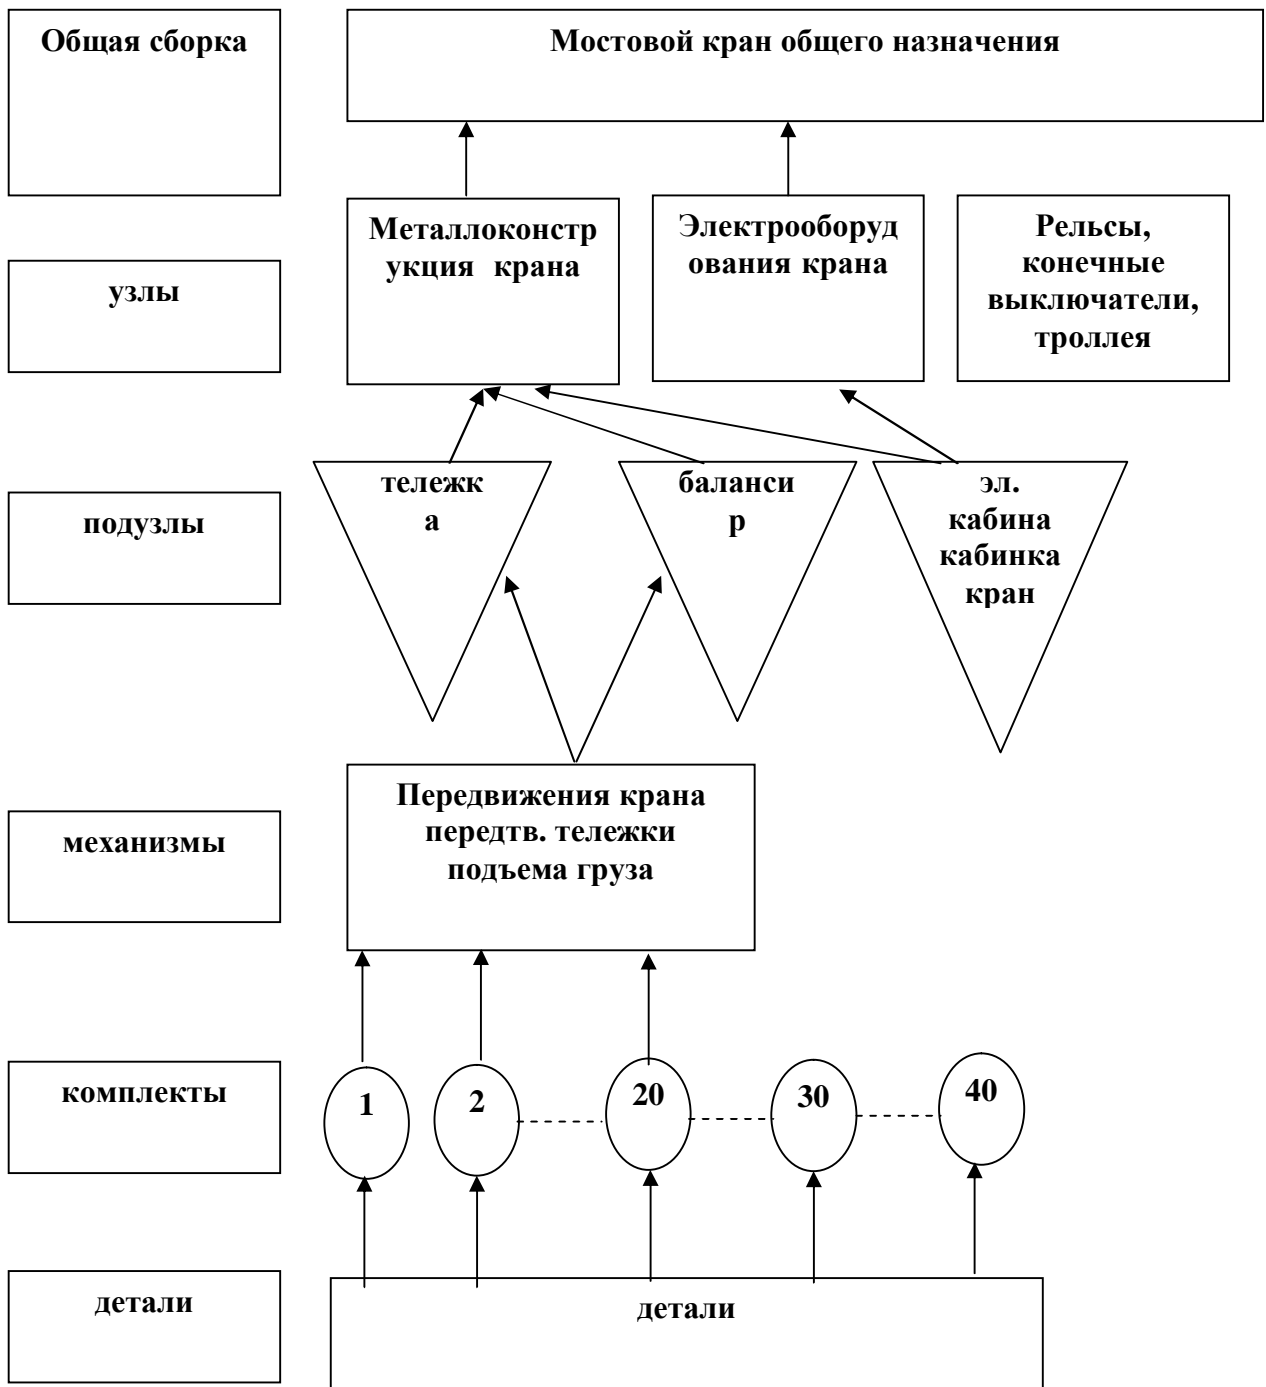 Общая сборка
Мостовой кран общего назначения
Металлоконстр
укция крана
Электрооборуд
ования крана
Рельсы,
конечные
выключатели,
троллея
узлы
тележк
а
баланси
р
эл.
кабина
кабинка
кран
подузлы
Передвижения крана
передтв. тележки
подъема груза
механизмы
комплекты
1
2
20
30
40
детали
детали